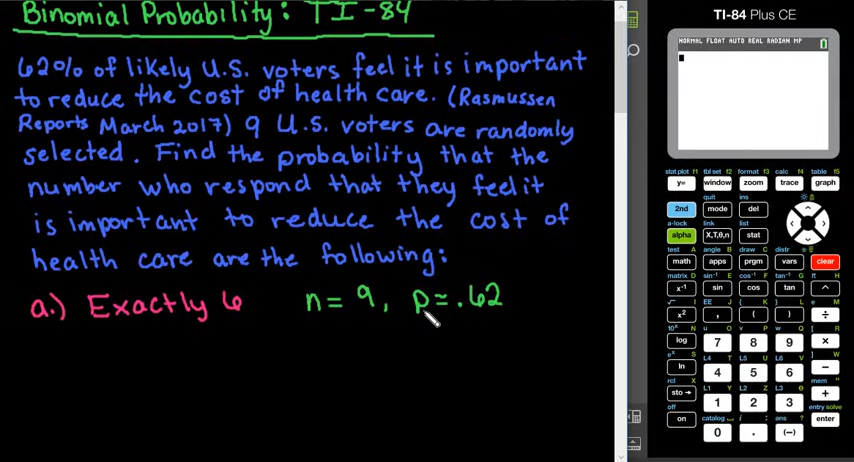 Binomial Probability: TI-84
62% of likely U.S. voters feel it is important
to reduce the cost of health care. (Rasmussen
Reports March 2017) 9 U.S. voters are randomly
selected. Find the probability that the
number who respond that they feel it
is important to reduce the cost of
health care are the following:
a.) Exactly 6 n = 9, p = .62
TI-84 Plus CE
NORMAL FLOAT AUTO REAL RADIAN MP
stat plot f1 tbl set f2 format f3 calc f4 table f5
y= window zoom trace graph
quit ins
2nd mode del
a-lock link list
alpha X,T,θ,n stat
test A angle B draw C distr
math apps prgm vars clear
matrix D sin⁻¹ E cos⁻¹ F tan⁻¹ G π H
x⁻¹ sin cos tan ^
√ I EE J { K } L e M
x² , ( ) ÷
10ˣ N u O v P w Q [ R
log 7 8 9 ×
eˣ S L4 T L5 U L6 V ] W
ln 4 5 6 −
rcl X L1 Y L2 Z L3 θ mem "
sto→ 1 2 3 +
off catalog i : ans ? entry solve
on 0 . (−) enter